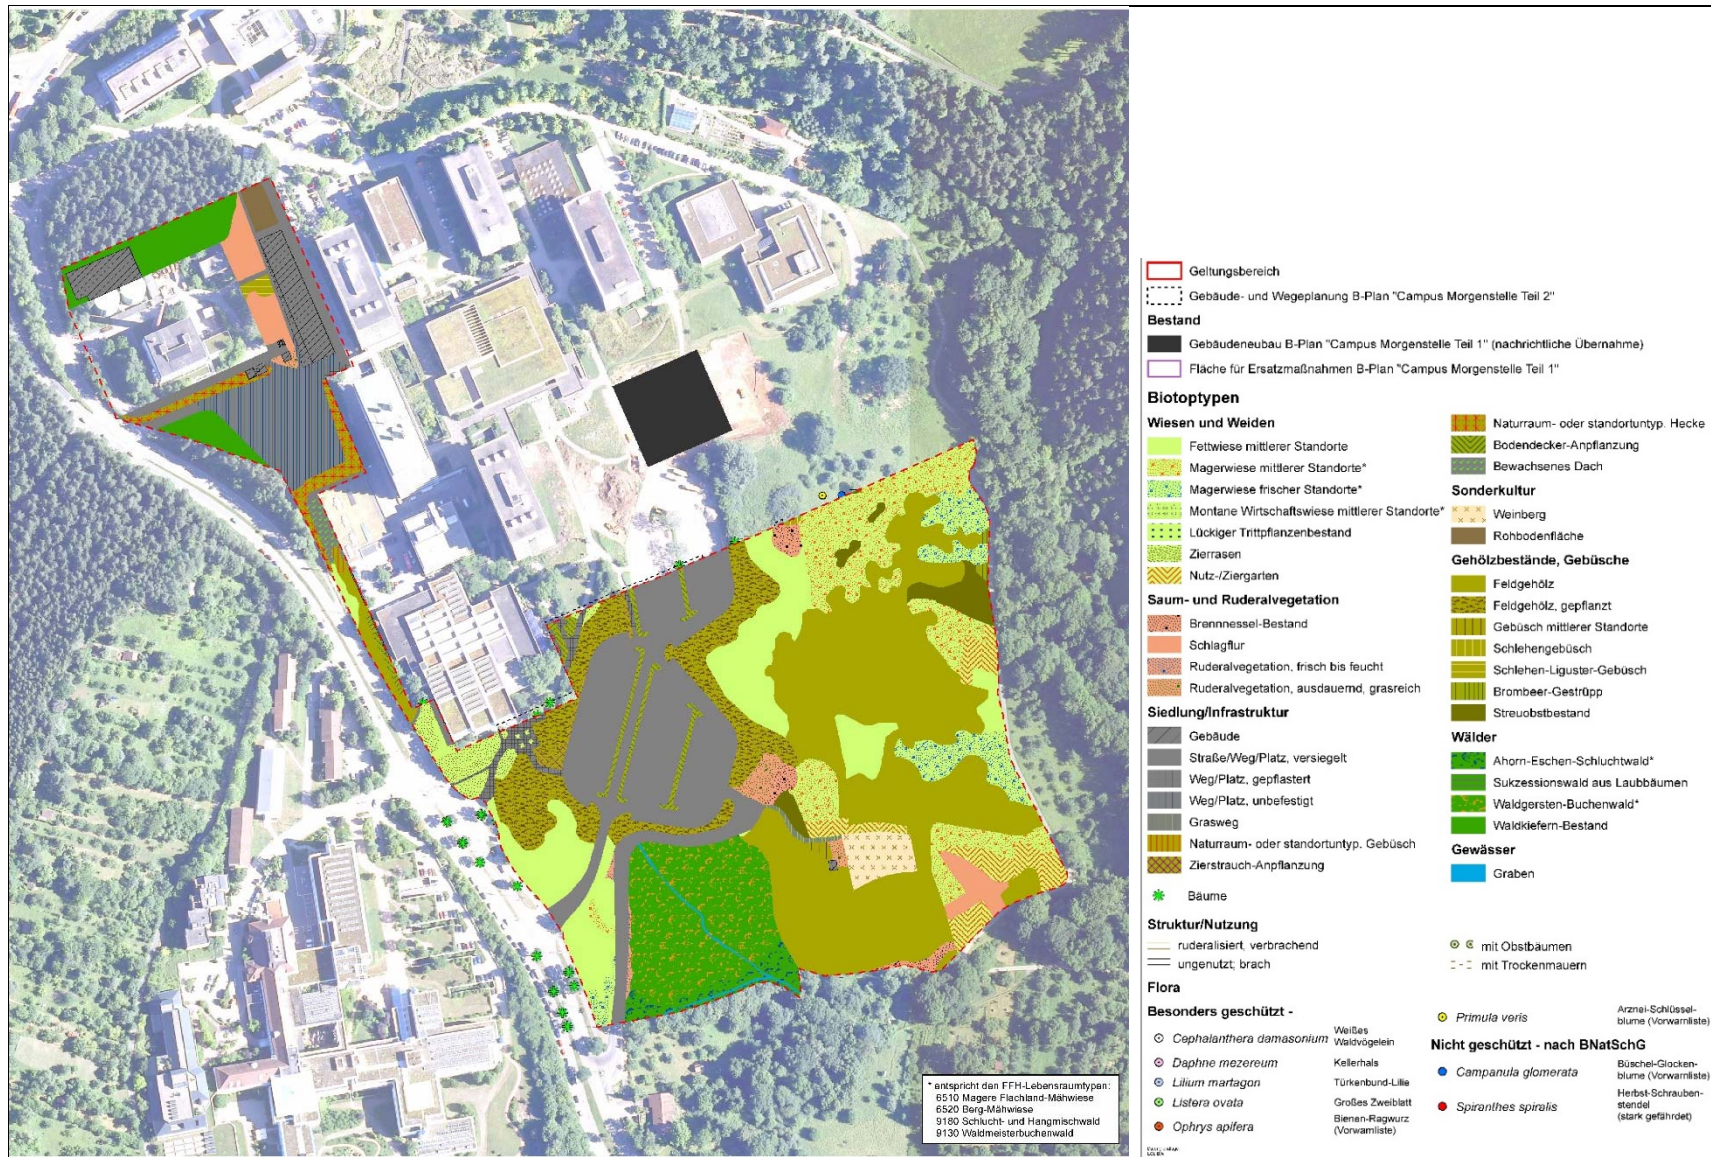 Geltungsbereich
Gebäude- und Wegeplanung B-Plan "Campus Morgenstelle Teil 2"
Bestand
Gebäudeneubau B-Plan "Campus Morgenstelle Teil 1" (nachrichtliche Übernahme)
Fläche für Ersatzmaßnahmen B-Plan "Campus Morgenstelle Teil 1"
Biotoptypen
Wiesen und Weiden
Fettwiese mittlerer Standorte
Magerwiese mittlerer Standorte*
Magerwiese frischer Standorte*
Montane Wirtschaftswiese mittlerer Standorte*
Lückiger Trittpflanzenbestand
Zierrasen
Nutz-/Ziergarten
Saum- und Ruderalvegetation
Brennnessel-Bestand
Schlagflur
Ruderalvegetation, frisch bis feucht
Ruderalvegetation, ausdauernd, grasreich
Siedlung/Infrastruktur
Gebäude
Straße/Weg/Platz, versiegelt
Weg/Platz, gepflastert
Weg/Platz, unbefestigt
Grasweg
Naturraum- oder standortuntyp. Gebüsch
Zierstrauch-Anpflanzung
Bäume
Naturraum- oder standortuntyp. Hecke
Bodendecker-Anpflanzung
Bewachsenes Dach
Sonderkultur
Weinberg
Rohbodenfläche
Gehölzbestände, Gebüsche
Feldgehölz
Feldgehölz, gepflanzt
Gebüsch mittlerer Standorte
Schlehengebüsch
Schlehen-Liguster-Gebüsch
Brombeer-Gestrüpp
Streuobstbestand
Wälder
Ahorn-Eschen-Schluchtwald*
Sukzessionswald aus Laubbäumen
Waldgersten-Buchenwald*
Waldkiefern-Bestand
Gewässer
Graben
Struktur/Nutzung
ruderalisiert, verbrachend
ungenutzt; brach
mit Obstbäumen
mit Trockenmauern
Flora
Besonders geschützt -
Cephalanthera damasonium Weißes Waldvögelein
Daphne mezereum Kellerhals
Lilium martagon Türkenbund-Lilie
Listera ovata Großes Zweiblatt
Ophrys apifera Bienen-Ragwurz (Vorwarnliste)
Primula veris Arznei-Schlüssel-
blume (Vorwarnliste)
Nicht geschützt - nach BNatSchG
Campanula glomerata Büschel-Glocken-
blume (Vorwarnliste)
Spiranthes spiralis Herbst-Schrauben-
stendel
(stark gefährdet)
* entspricht den FFH-Lebensraumtypen:
6510 Magere Flachland-Mähwiese
6520 Berg-Mähwiese
9180 Schlucht- und Hangmischwald
9130 Waldmeisterbuchenwald